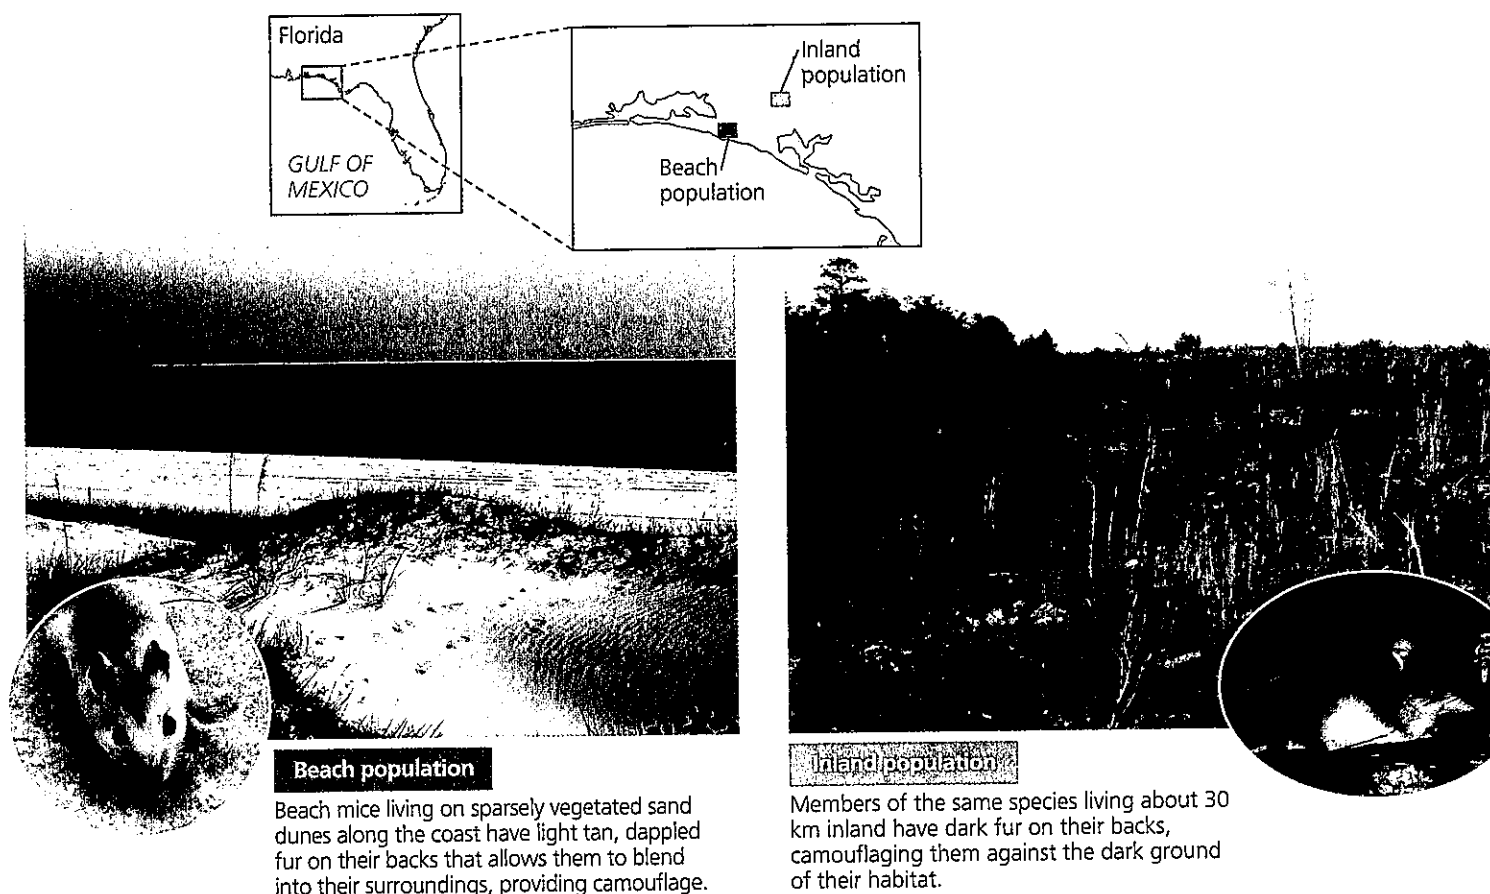 Florida
GULF OF
MEXICO
Inland
population
Beach
population
Beach population
Beach mice living on sparsely vegetated sand
dunes along the coast have light tan, dappled
fur on their backs that allows them to blend
into their surroundings, providing camouflage.
Inland population
Members of the same species living about 30
km inland have dark fur on their backs,
camouflaging them against the dark ground
of their habitat.